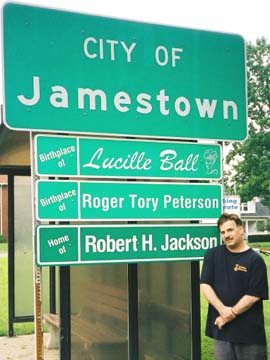 CITY OF
Jamestown
Birthplace of Lucille Ball
Birthplace of Roger Tory Peterson
Home of Robert H. Jackson